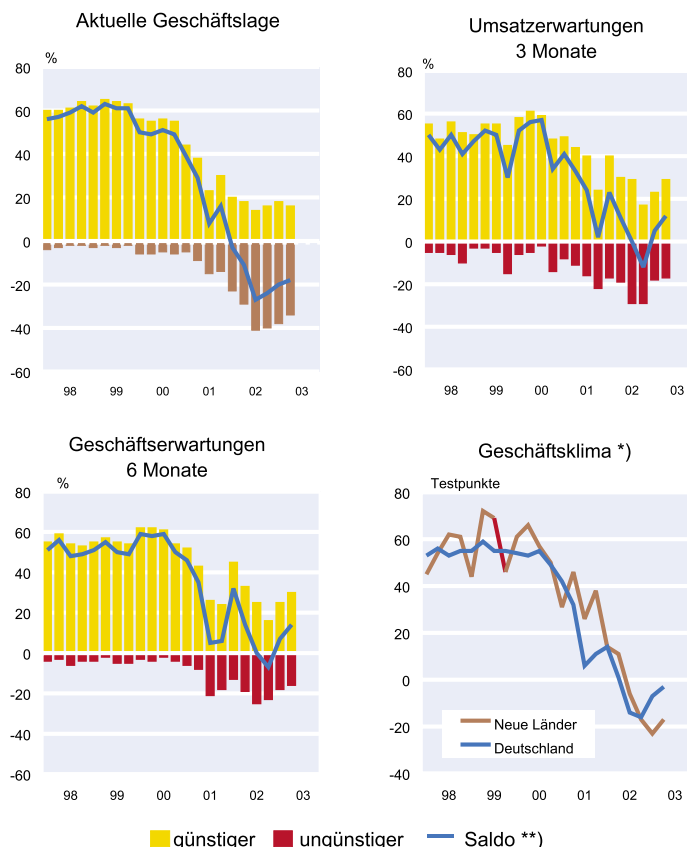 Aktuelle Geschäftslage
%
80
60
40
20
0
-20
-40
-60
98 99 00 01 02 03
Umsatzerwartungen
3 Monate
%
80
60
40
20
0
-20
-40
-60
98 99 00 01 02 03
Geschäftserwartungen
6 Monate
%
80
60
40
20
0
-20
-40
-60
98 99 00 01 02 03
Geschäftsklima *)
Testpunkte
80
60
40
20
0
-20
-40
Neue Länder
Deutschland
98 99 00 01 02 03
günstiger ungünstiger Saldo **)